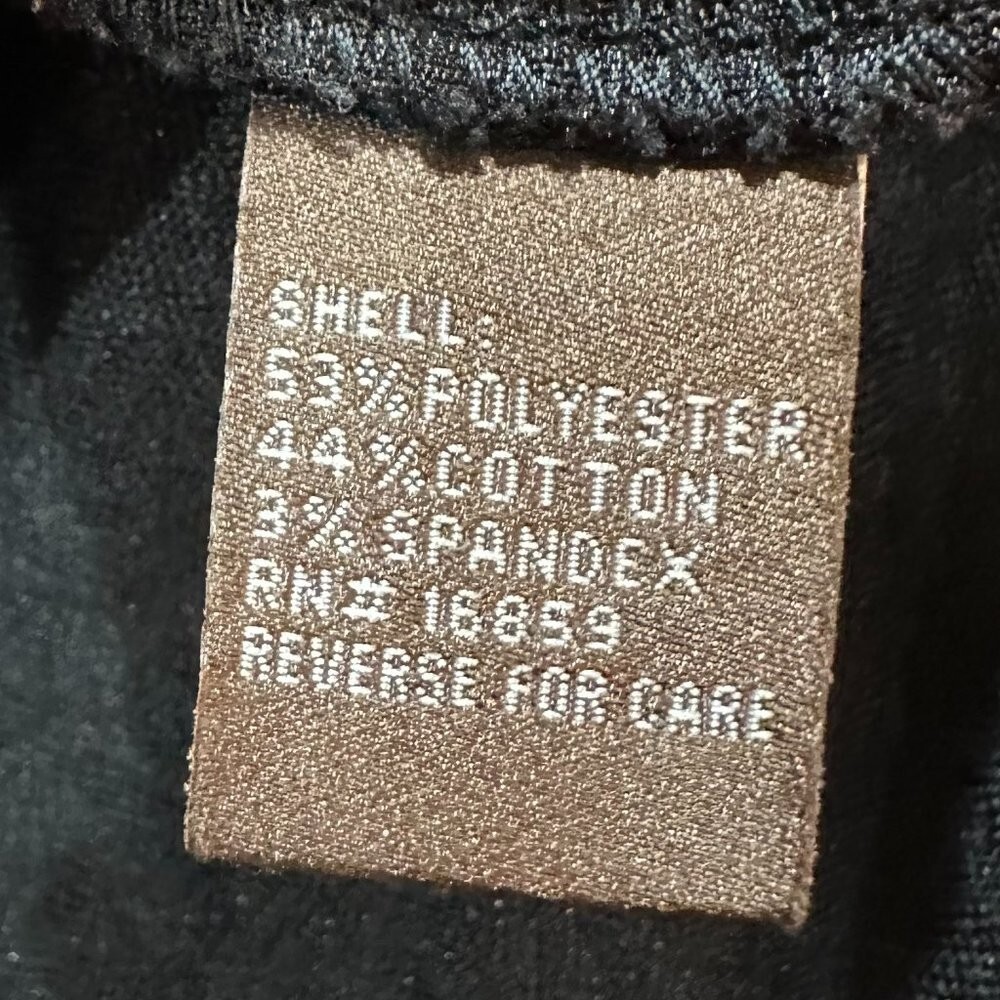 SHELL:
53%POLYESTER
44%COTTON
3%SPANDEX
RN# 16859
REVERSE FOR CARE